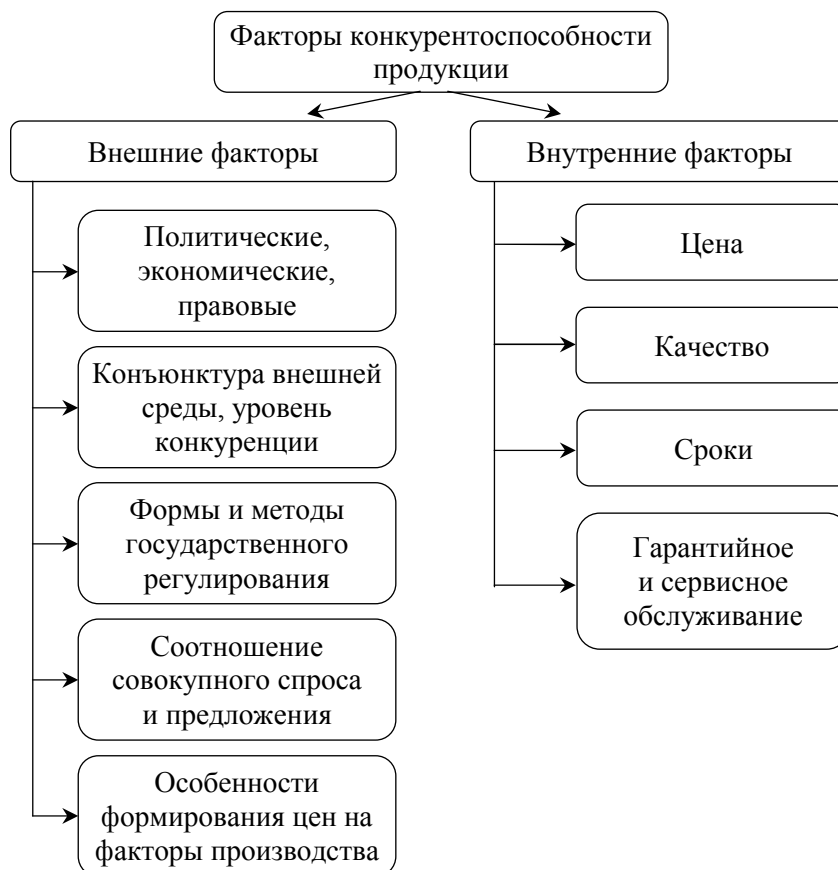 Факторы конкурентоспособности
продукции
Внешние факторы
Политические,
экономические,
правовые
Конъюнктура внешней
среды, уровень
конкуренции
Формы и методы
государственного
регулирования
Соотношение
совокупного спроса
и предложения
Особенности
формирования цен на
факторы производства
Внутренние факторы
Цена
Качество
Сроки
Гарантийное
и сервисное
обслуживание